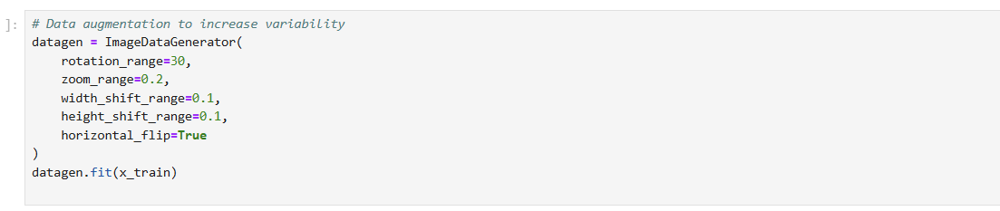 ]:
# Data augmentation to increase variability
datagen = ImageDataGenerator(
    rotation_range=30,
    zoom_range=0.2,
    width_shift_range=0.1,
    height_shift_range=0.1,
    horizontal_flip=True
)
datagen.fit(x_train)